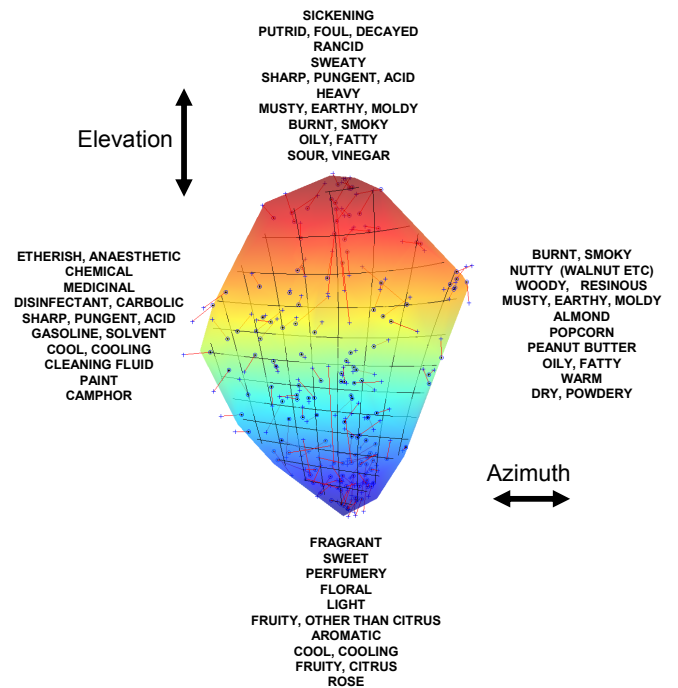 SICKENING
PUTRID, FOUL, DECAYED
RANCID
SWEATY
SHARP, PUNGENT, ACID
HEAVY
MUSTY, EARTHY, MOLDY
BURNT, SMOKY
OILY, FATTY
SOUR, VINEGAR
Elevation
ETHERISH, ANAESTHETIC
CHEMICAL
MEDICINAL
DISINFECTANT, CARBOLIC
SHARP, PUNGENT, ACID
GASOLINE, SOLVENT
COOL, COOLING
CLEANING FLUID
PAINT
CAMPHOR
BURNT, SMOKY
NUTTY (WALNUT ETC)
WOODY, RESINOUS
MUSTY, EARTHY, MOLDY
ALMOND
POPCORN
PEANUT BUTTER
OILY, FATTY
WARM
DRY, POWDERY
Azimuth
FRAGRANT
SWEET
PERFUMERY
FLORAL
LIGHT
FRUITY, OTHER THAN CITRUS
AROMATIC
COOL, COOLING
FRUITY, CITRUS
ROSE